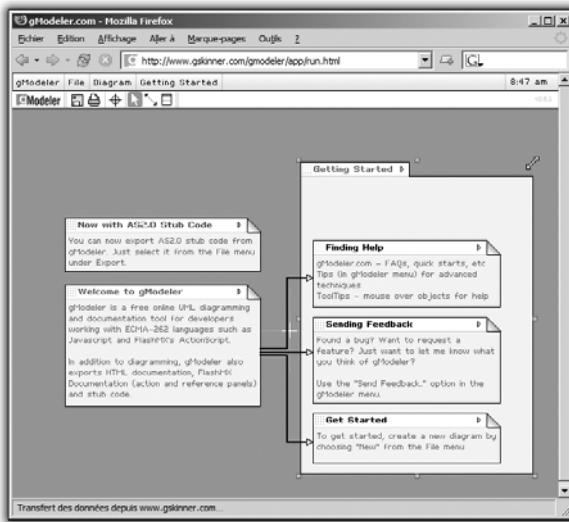 gModeler.com - Mozilla Firefox
Fichier Edition Affichage Aller à Marque-pages Outils ?
http://www.gskinner.com/gmodeler/app/run.html
gModeler File Diagram Getting Started 8:47 am
GModeler
Getting Started
Now with AS2.0 Stub Code
You can now export AS2.0 stub code from
gModeler. Just select it from the File menu
under Export.
Welcome to gModeler
gModeler is a free online UML diagramming
and documentation tool for developers
working with ECMA-262 languages such as
Javascript and FlashMX's ActionScript.
In addition to diagramming, gModeler also
exports HTML documentation, FlashMX
Documentation (action and reference panels)
and stub code.
Finding Help
gModeler.com - FAQs, quick starts, etc
Tips (in gModeler menu) for advanced
techniques
ToolTips - mouse over objects for help
Sending Feedback
Found a bug? Want to request a
feature? Just want to let me know what
you think of gModeler?
Use the "Send Feedback." option in the
gModeler menu.
Get Started
To get started, create a new diagram by
choosing "New" from the File menu
Transfert des données depuis www.gskinner.com...